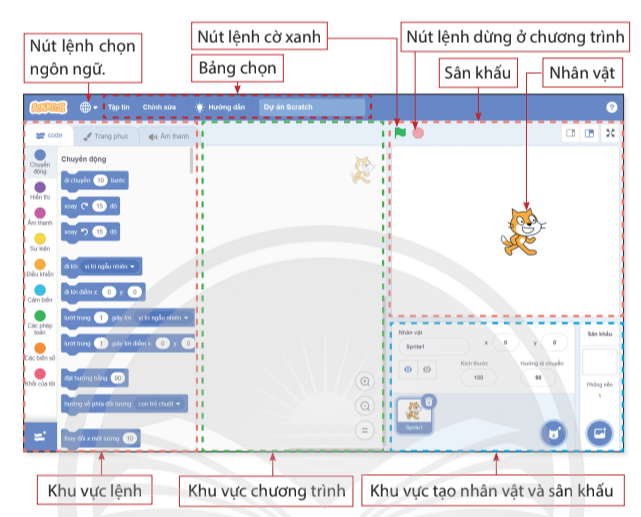 Nút lệnh chọn
ngôn ngữ.
Nút lệnh cờ xanh
Nút lệnh dừng ở chương trình
Bảng chọn
Sân khấu
Nhân vật
SCRATCH
Tập tin Chỉnh sửa Hướng dẫn Dự án Scratch ?
code Trang phục Âm thanh
Chuyển động
Chuyển
động
Hiển thị
Âm thanh
Sự kiện
Điều khiển
Cảm biến
Các phép
toán
Các biến số
Khối của tôi
di chuyển 10 bước
xoay 15 độ
xoay 15 độ
đi tới vị trí ngẫu nhiên
đi tới điểm x: 0 y: 0
lướt trong 1 giây tới vị trí ngẫu nhiên
lướt trong 1 giây tới điểm x: 0 y: 0
đặt hướng bằng 90
hướng về phía đối tượng con trỏ chuột
thay đổi x một lượng 10
Nhân vật
Sprite1 x 0 y 0
Kích thước Hướng di chuyển
100 90
Sprite1
Sân khấu
Phông nền
1
Khu vực lệnh
Khu vực chương trình
Khu vực tạo nhân vật và sân khấu